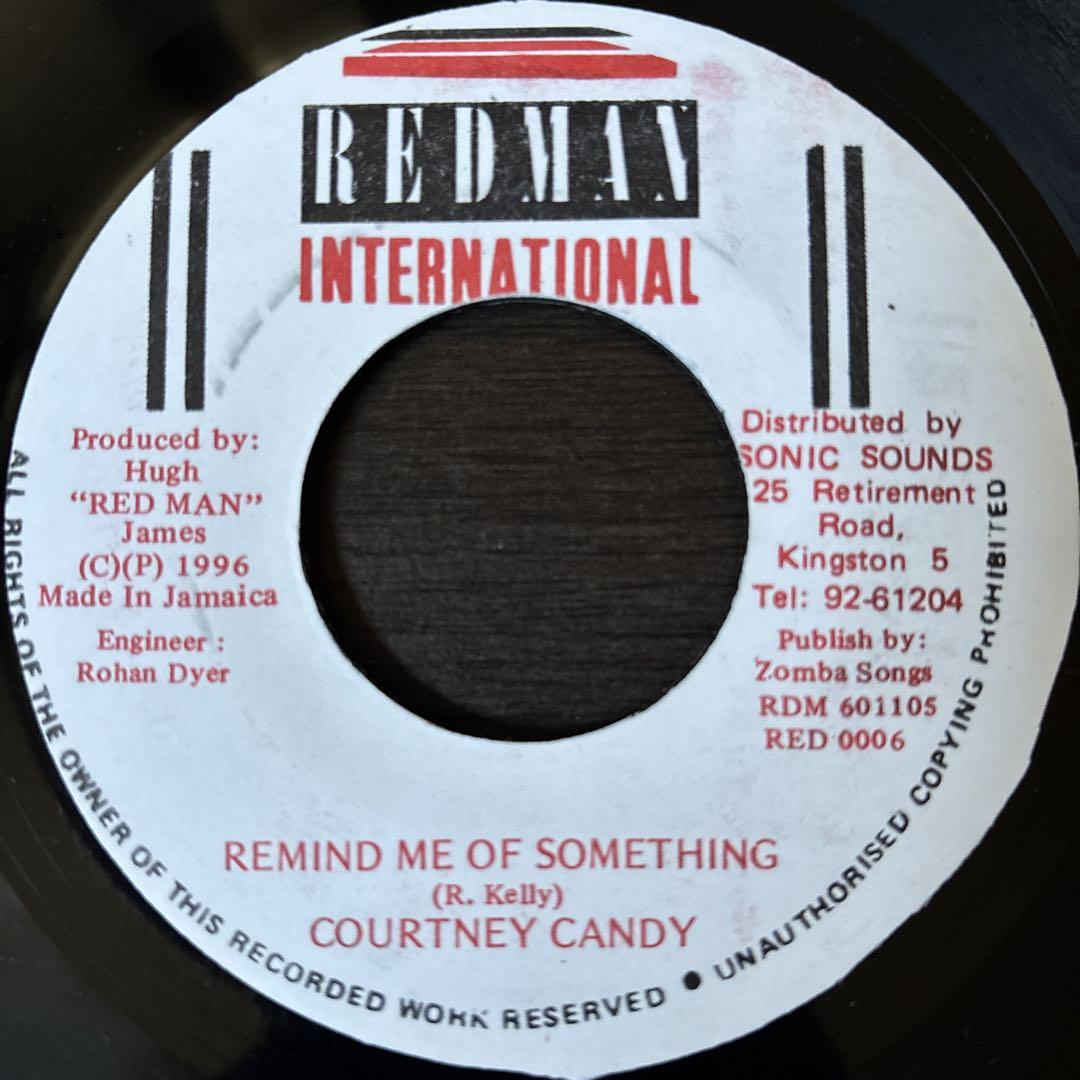 REDMAN
INTERNATIONAL
Produced by:
Hugh
“RED MAN”
James
(C)(P) 1996
Made In Jamaica
Engineer :
Rohan Dyer
Distributed by
SONIC SOUNDS
25 Retirement
Road,
Kingston 5
Tel: 92-61204
Publish by:
Zomba Songs
RDM 601105
RED 0006
REMIND ME OF SOMETHING
(R. Kelly)
COURTNEY CANDY
ALL RIGHTS OF THE OWNER OF THIS RECORDED WORK RESERVED ● UNAUTHORISED COPYING PROHIBITED